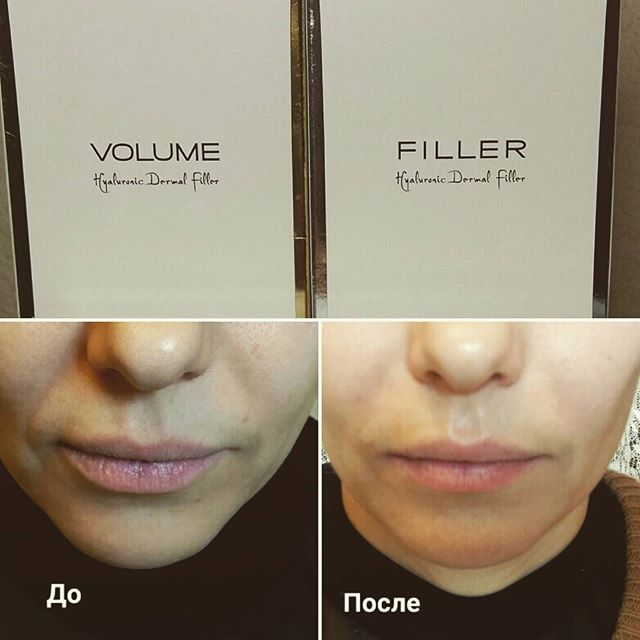 VOLUME
Hyaluronic Dermal Filler
FILLER
Hyaluronic Dermal Filler
До
После